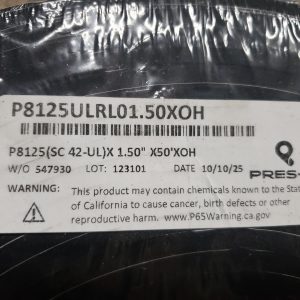 P8125ULRL01.50XOH
P8125(SC 42-UL)X 1.50" X50'XOH
W/O 547930 LOT: 123101 DATE 10/10/25
PRES-
WARNING: This product may contain chemicals known to the State
of California to cause cancer, birth defects or other
reproductive harm. www.P65Warning.ca.gov